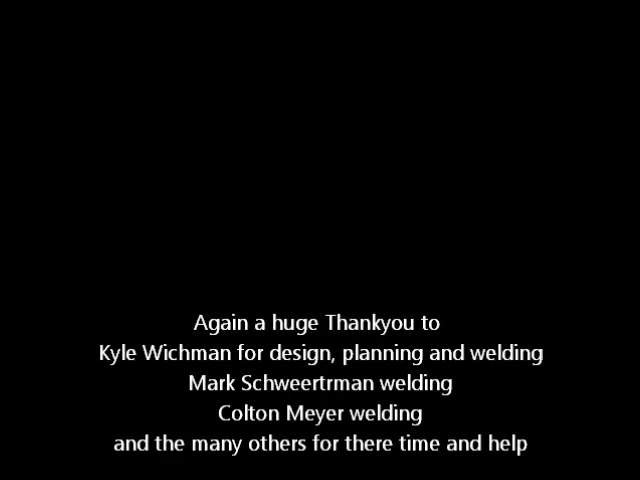 Again a huge Thankyou to
Kyle Wichman for design, planning and welding
Mark Schweertrman welding
Colton Meyer welding
and the many others for there time and help